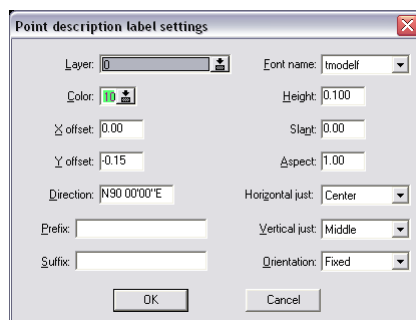 Point description label settings
Layer: 0
Font name: tmodelf
Color: 10
Height: 0.100
X offset: 0.00
Slant: 0.00
Y offset: -0.15
Aspect: 1.00
Direction: N90 00'00"E
Horizontal just: Center
Prefix:
Vertical just: Middle
Suffix:
Orientation: Fixed
OK
Cancel